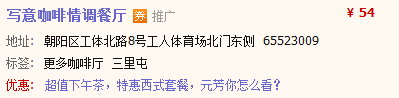 写意咖啡情调餐厅 券 推广 ¥ 54
地址: 朝阳区工体北路8号工人体育场北门东侧 65523009
标签: 更多咖啡厅 三里屯
优惠: 超值下午茶，特惠西式套餐，元芳你怎么看？